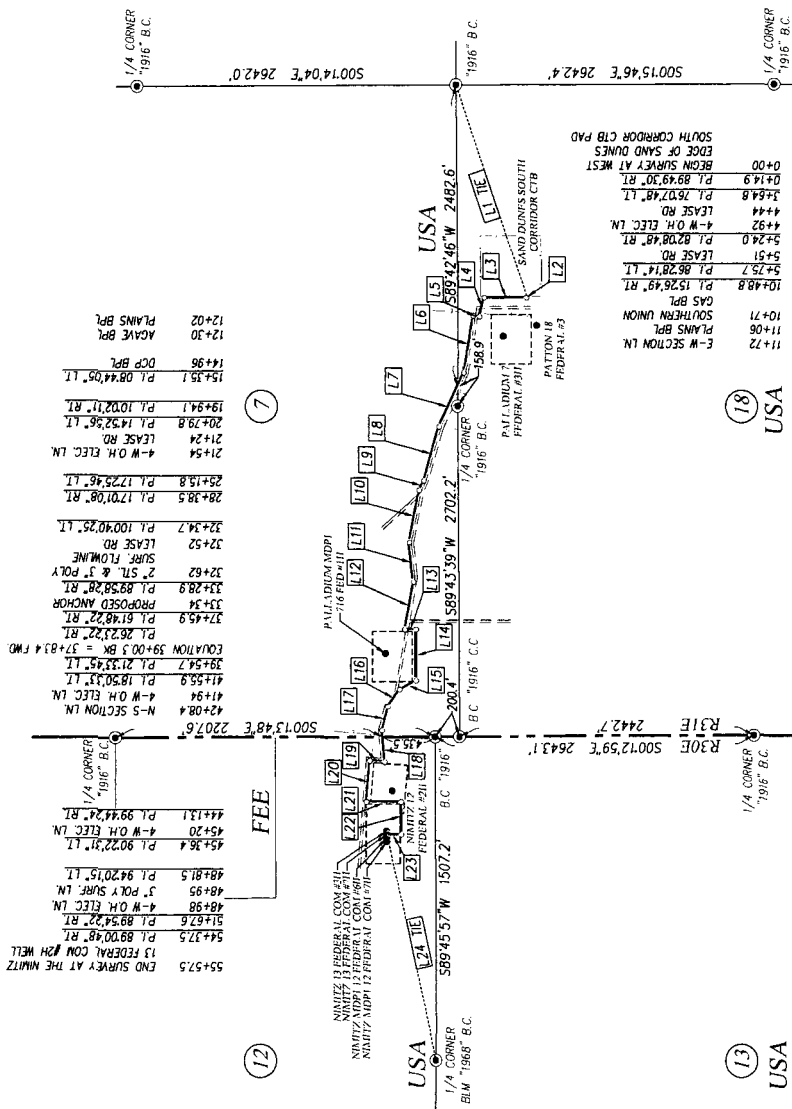 1/4 CORNER
"1916" B.C.
S00°14'04"E 2642.0'
"1916" B.C.
S00°15'46"E 2642.4'
1/4 CORNER
"1916" B.C.
USA
S89°42'46"W 2482.6'
L1 TIE
SAND DUNES SOUTH
CORRIDOR CTB
L2
L3
L4
L5
L6
158.9'
PALLADIUM 7
FEDERAL #311
PATTON 18
FEDERAL #3
18
USA
0+00 BEGIN SURVEY AT WEST
EDGE OF SAND DUNES
SOUTH CORRIDOR CTB PAD
0+14.9 P.I. 89°49'30" RT.
3+64.8 P.I. 76°07'48" LT.
4+44 LEASE RD.
4+92 4-W O.H. ELEC. LN.
5+24.0 P.I. 82°08'48" RT.
5+51 LEASE RD.
5+75.7 P.I. 86°28'14" LT.
10+48.8 P.I. 15°26'49" RT.
10+71 SOUTHERN UNION
GAS BPL
11+06 PLAINS BPL
11+72 E-W SECTION LN.
12+02 PLAINS BPL
12+30 AGAVE BPL
14+96 DCP BPL
15+35.1 P.I. 08°44'05" LT.
19+94.1 P.I. 10°02'11" RT.
20+79.8 P.I. 14°52'56" LT.
21+24 LEASE RD.
21+54 4-W O.H. ELEC. LN.
25+15.8 P.I. 17°25'46" LT.
28+38.5 P.I. 17°01'08" RT.
32+34.7 P.I. 100°40'25" LT.
32+52 LEASE RD.
SURF. FLOWLINE
32+62 2" STL. & 3" POLY
33+28.9 P.I. 89°58'28" RT.
33+34 PROPOSED ANCHOR
37+45.9 P.I. 61°48'22" RT.
P.I. 26°23'22" RT.
EQUATION 39+00.3 BK = 37+83.4 FWD.
39+54.7 P.I. 21°33'45" LT.
41+55.9 P.I. 18°50'33" LT.
41+94 4-W O.H. ELEC. LN.
42+08.4 N-S SECTION LN.
7
L7
L8
L9
L10
L11
L12
L13
L14
L15
L16
L17
1/4 CORNER
"1916" B.C.
S89°43'39"W 2702.2'
PALLADIUM MDP1
7/6 FED #1H
200.4'
"1916" C.C
B.C
1/4 CORNER
"1916" B.C.
S00°13'48"E 2207.6'
435.5'
B.C "1916"
R31E
R30E
2442.7'
S00°12'59"E 2643.1'
1/4 CORNER
"1916" B.C.
FEE
L18
L19
L20
L21
L22
L23
NIMITZ 12
FEDERAL #211
44+13.1 P.I. 99°44'24" RT.
45+20 4-W O.H. ELEC. LN.
45+36.4 P.I. 90°22'31" LT.
48+81.5 P.I. 94°20'15" LT.
48+95 3" POLY SURF. LN.
48+98 4-W O.H. ELEC. LN.
51+67.6 P.I. 89°54'22" RT.
54+37.5 P.I. 89°00'48" RT.
55+57.5 END SURVEY AT THE NIMITZ
13 FEDERAL COM #2H WELL
NIMITZ 13 FEDERAL COM #311
NIMITZ 13 FEDERAL COM #211
NIMITZ MDP1 12 FEDERAL COM #611
NIMITZ MDP1 12 FEDERAL COM #711
L24 TIE
S89°45'57"W 1507.2'
12
USA
1/4 CORNER
BLM "1968" B.C.
13
USA